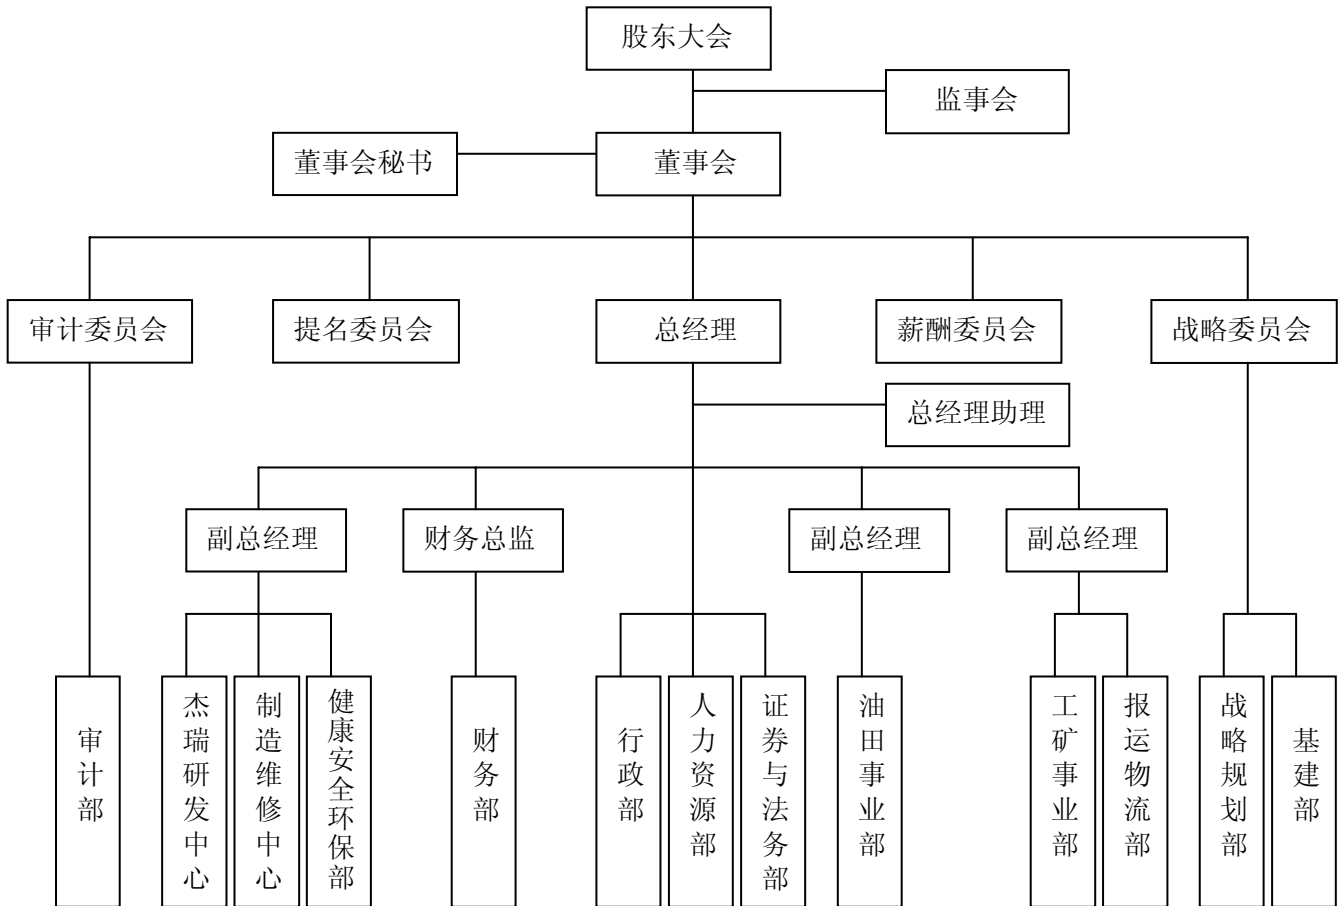 股东大会
监事会
董事会秘书
董事会
审计委员会
提名委员会
总经理
薪酬委员会
战略委员会
总经理助理
副总经理
财务总监
副总经理
副总经理
审计部
杰瑞研发中心
制造维修中心
健康安全环保部
财务部
行政部
人力资源部
证券与法务部
油田事业部
工矿事业部
报运物流部
战略规划部
基建部